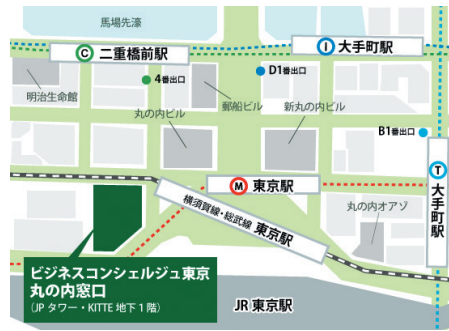 馬場先濠
C 二重橋前駅
I 大手町駅
4番出口
D1番出口
明治生命館
郵船ビル
丸の内ビル
新丸の内ビル
B1番出口
T 大手町駅
M 東京駅
横須賀線・総武線 東京駅
丸の内オアゾ
ビジネスコンシェルジュ東京
丸の内窓口
（JPタワー・KITTE 地下1階）
JR 東京駅